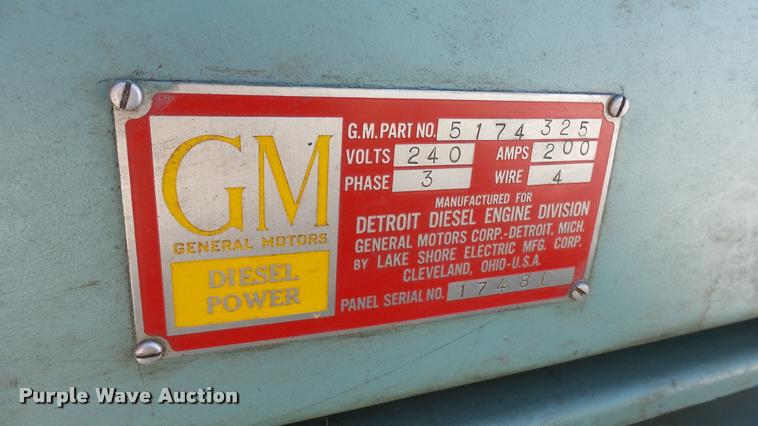 GM
GENERAL MOTORS
DIESEL
POWER
G.M. PART NO. 5174325
VOLTS 240 AMPS 200
PHASE 3 WIRE 4
MANUFACTURED FOR
DETROIT DIESEL ENGINE DIVISION
GENERAL MOTORS CORP.-DETROIT, MICH.
BY LAKE SHORE ELECTRIC MFG. CORP.
CLEVELAND, OHIO-U.S.A.
PANEL SERIAL NO. 17481
Purple Wave Auction